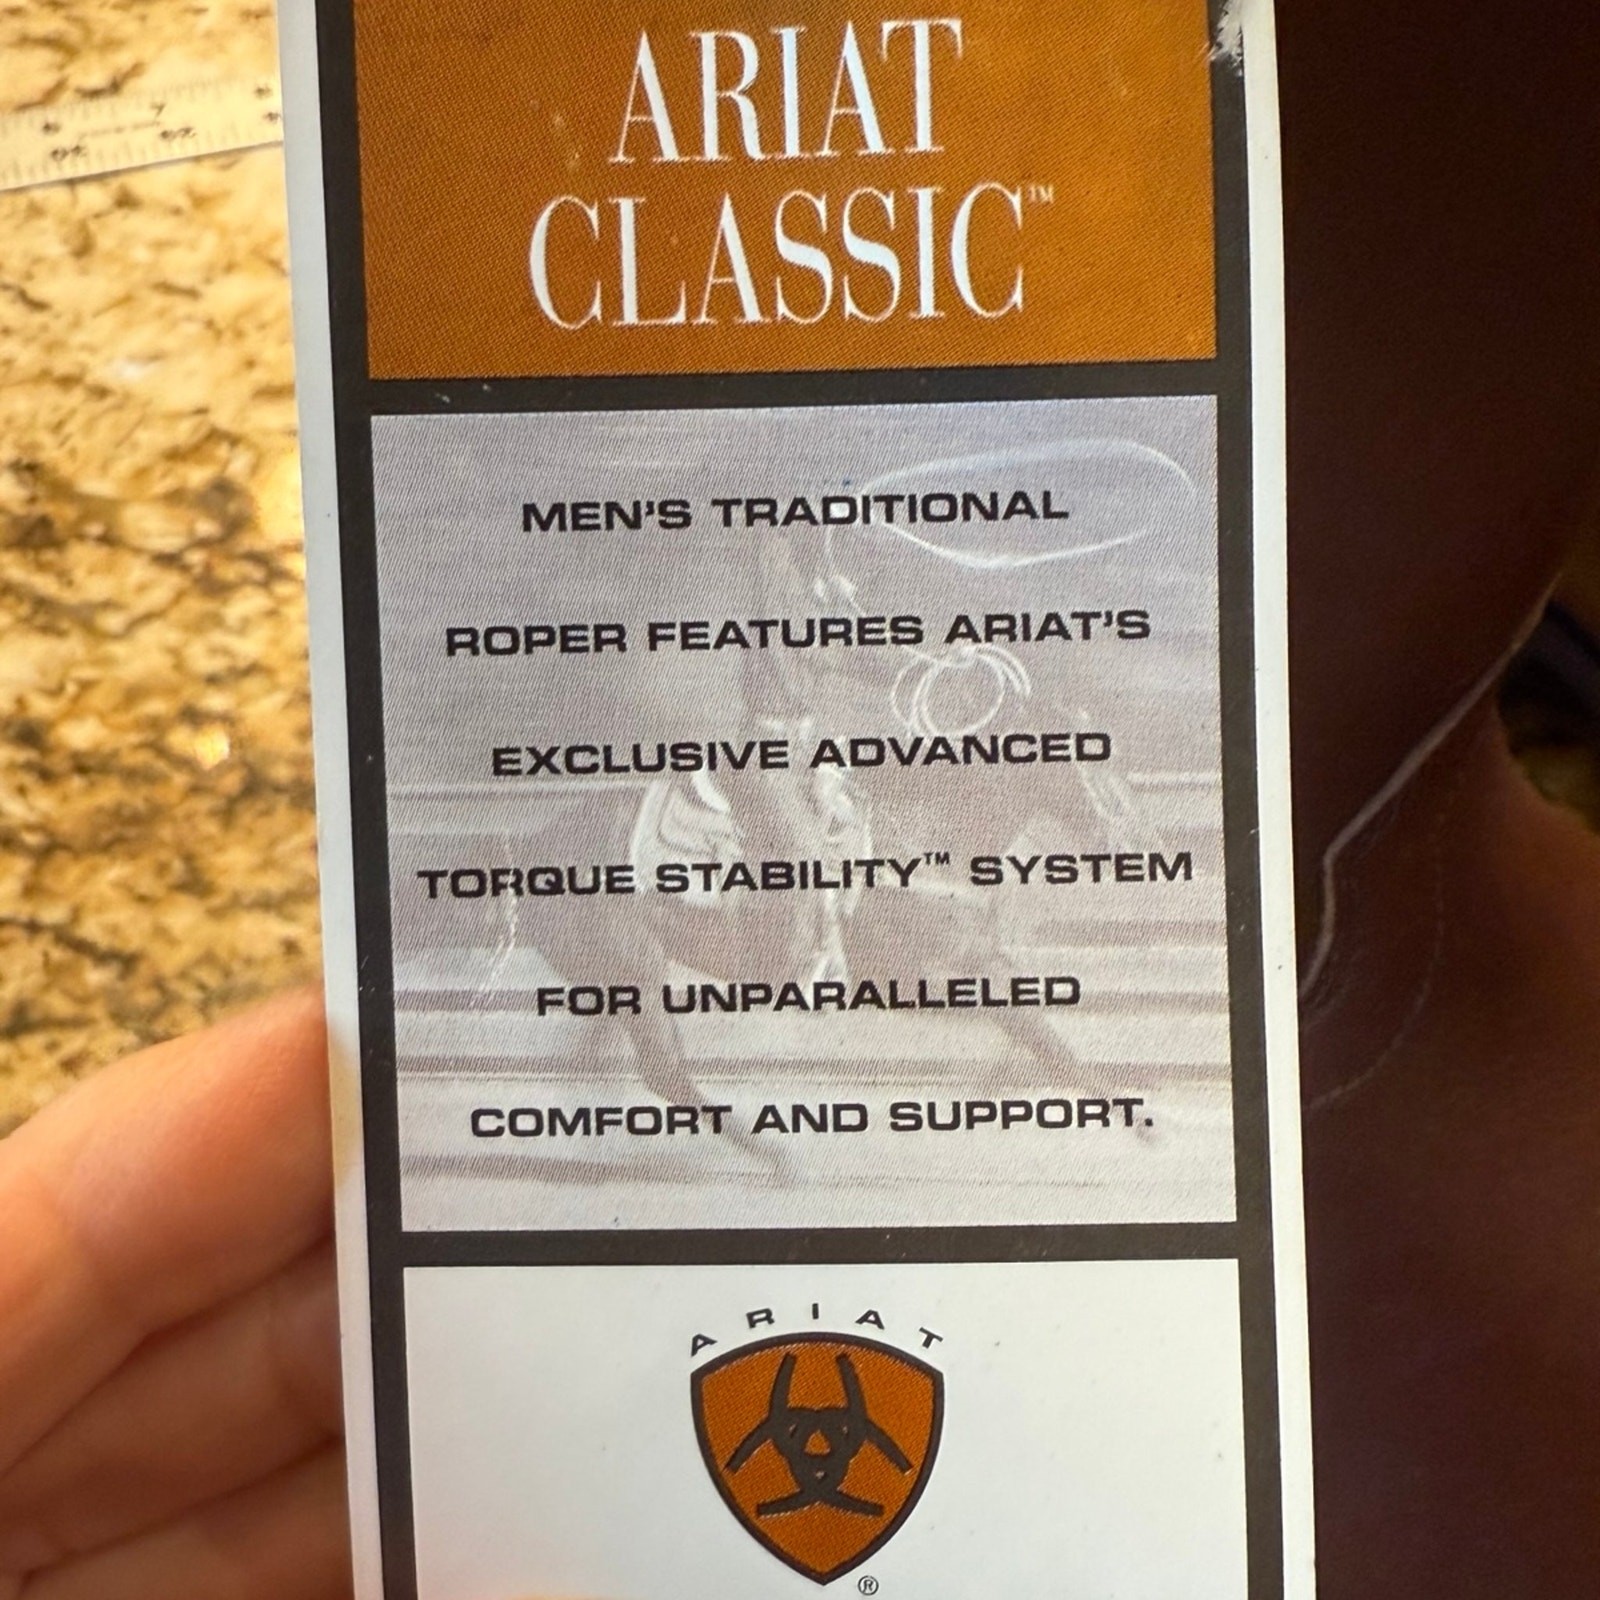 ARIAT
CLASSIC™
MEN'S TRADITIONAL
ROPER FEATURES ARIAT'S
EXCLUSIVE ADVANCED
TORQUE STABILITY™ SYSTEM
FOR UNPARALLELED
COMFORT AND SUPPORT.
ARIAT
®